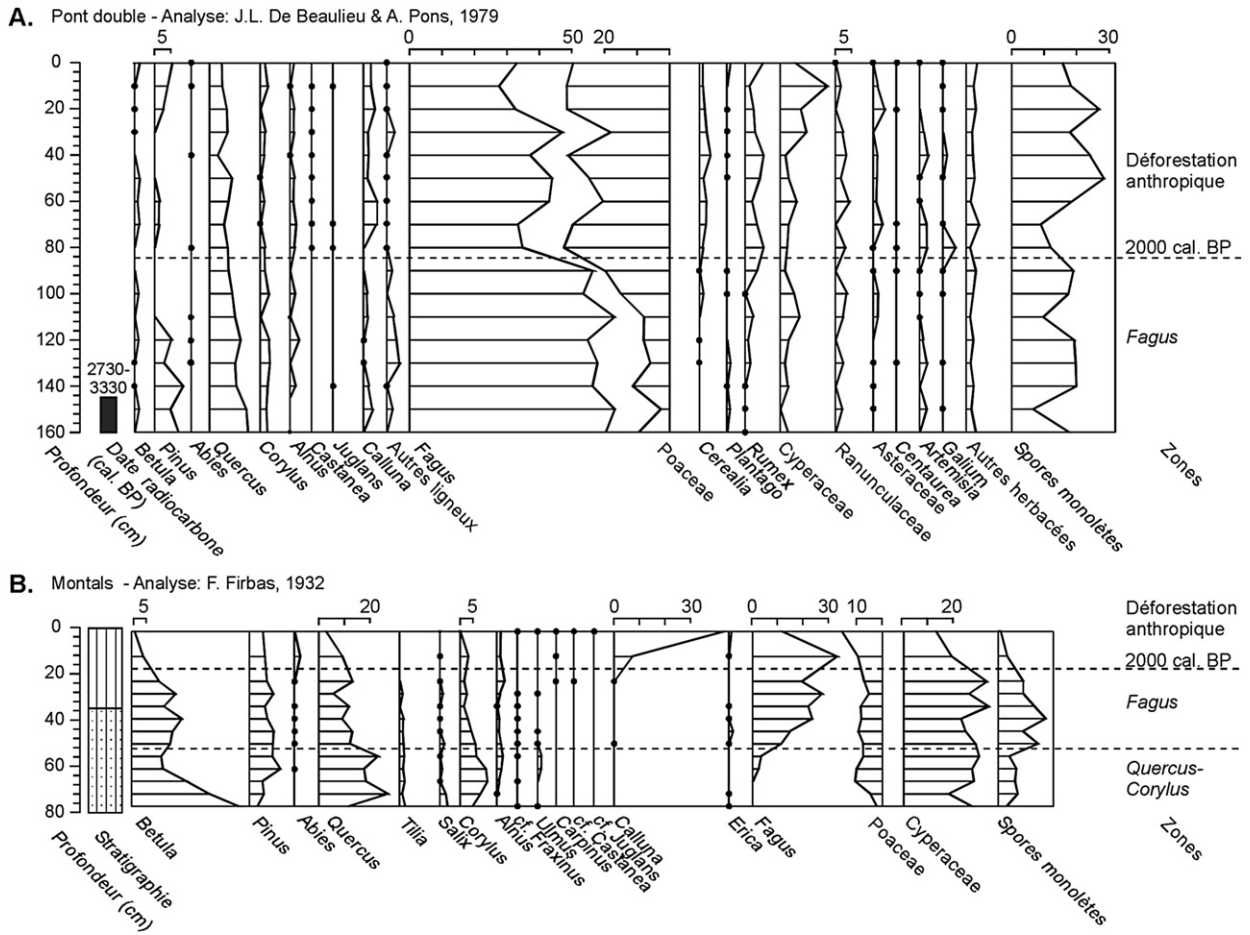 A. Pont double - Analyse: J.L. De Beaulieu & A. Pons, 1979
5 0 50 20 5 0 30
0
20
40
60
80
100
120
140
160
2730-
3330
Déforestation
anthropique
2000 cal. BP
Fagus
Profondeur (cm)
Date radiocarbone
(cal. BP)
Betula
Pinus
Abies
Quercus
Corylus
Alnus
Castanea
Juglans
Calluna
Autres ligneux
Fagus
Poaceae
Cerealia
Plantago
Rumex
Cyperaceae
Ranunculaceae
Asteraceae
Centaurea
Artemisia
Galium
Autres herbacées
Spores monolètes
Zones
B. Montals - Analyse: F. Firbas, 1932
5 20 5 0 30 0 30 10 20
0
20
40
60
80
Déforestation
anthropique
2000 cal. BP
Fagus
Quercus-
Corylus
Profondeur (cm)
Stratigraphie
Betula
Pinus
Abies
Quercus
Tilia
Salix
Corylus
Alnus
cf. Fraxinus
Ulmus
Carpinus
cf. Castanea
cf. Juglans
Calluna
Erica
Fagus
Poaceae
Cyperaceae
Spores monolètes
Zones